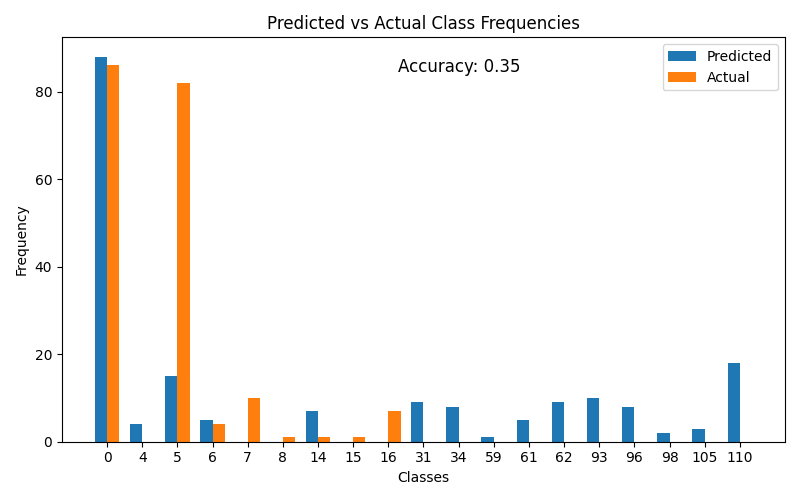 Predicted vs Actual Class Frequencies
Accuracy: 0.35
Predicted
Actual
80
60
40
20
0
Frequency
0 4 5 6 7 8 14 15 16 31 34 59 61 62 93 96 98 105 110
Classes